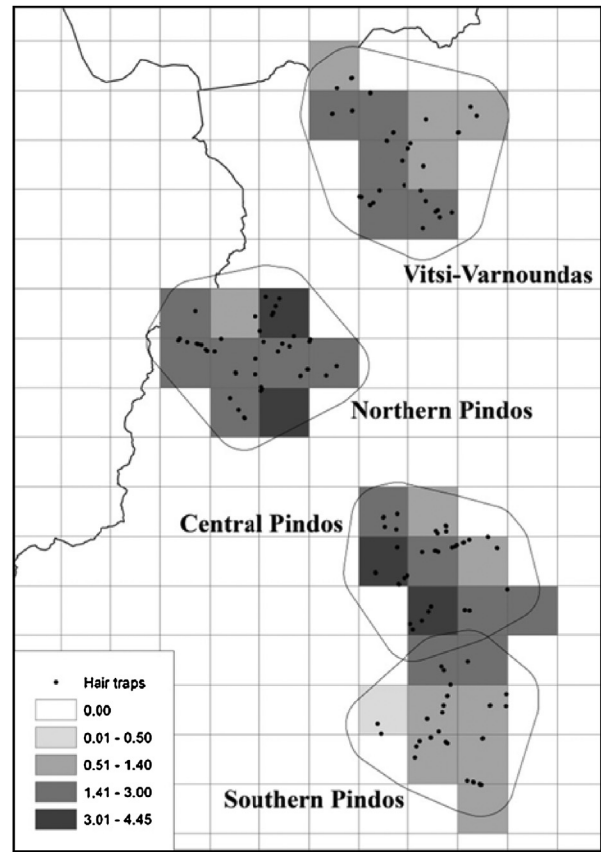 Vitsi-Varnoundas
Northern Pindos
Central Pindos
Hair traps
0.00
0.01 - 0.50
0.51 - 1.40
1.41 - 3.00
3.01 - 4.45
Southern Pindos